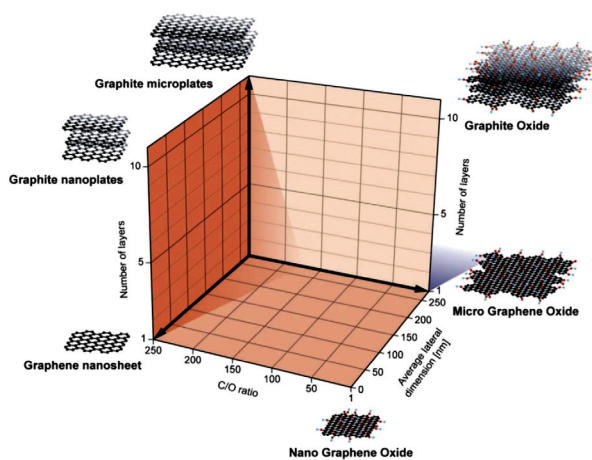 Graphite microplates
Graphite Oxide
Graphite nanoplates
Micro Graphene Oxide
Graphene nanosheet
Nano Graphene Oxide
Number of layers
10
5
1
Number of layers
10
5
1
C/O ratio
250
200
150
100
50
1
Average lateral
dimension [nm]
0
50
100
150
200
250